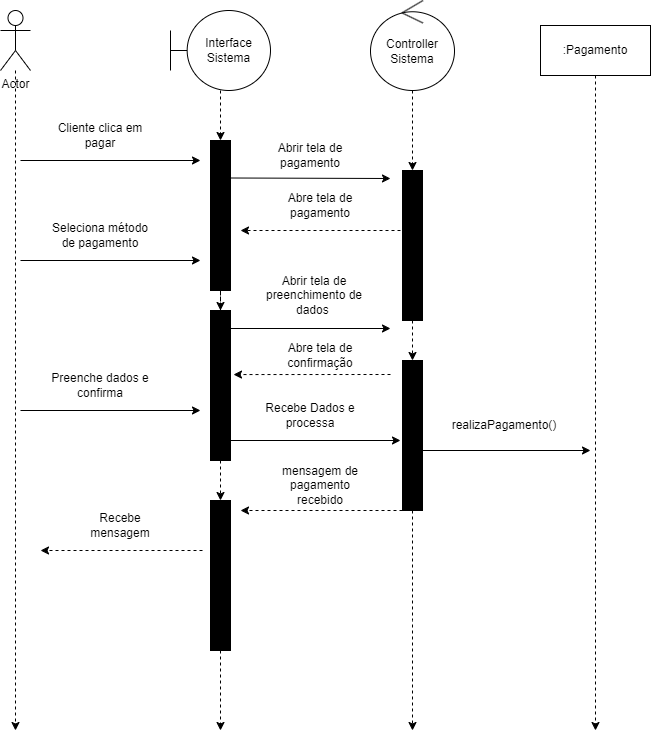 Actor
Interface
Sistema
Controller
Sistema
:Pagamento
Cliente clica em
pagar
Abrir tela de
pagamento
Abre tela de
pagamento
Seleciona método
de pagamento
Abrir tela de
preenchimento de
dados
Abre tela de
confirmação
Preenche dados e
confirma
Recebe Dados e
processa
realizaPagamento()
mensagem de
pagamento
recebido
Recebe
mensagem